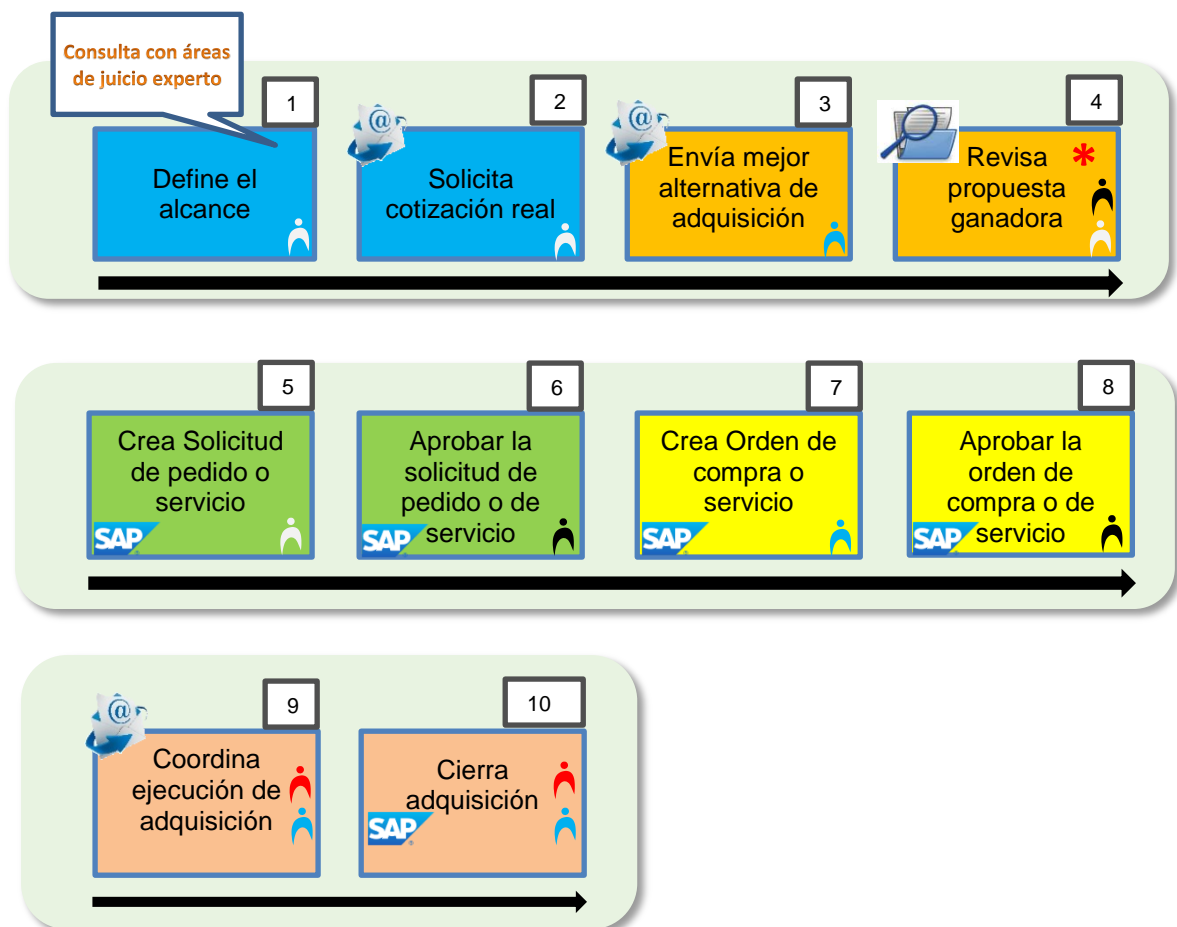 Consulta con áreas
de juicio experto
1
2
3
4
Define el
alcance
@
Solicita
cotización real
@
Envía mejor
alternativa de
adquisición
Revisa *
propuesta
ganadora
5
6
7
8
Crea Solicitud
de pedido o
servicio
SAP
Aprobar la
solicitud de
pedido o de
servicio
SAP
Crea Orden de
compra o
servicio
SAP
Aprobar la
orden de
compra o de
servicio
SAP
9
10
@
Coordina
ejecución de
adquisición
Cierra
adquisición
SAP